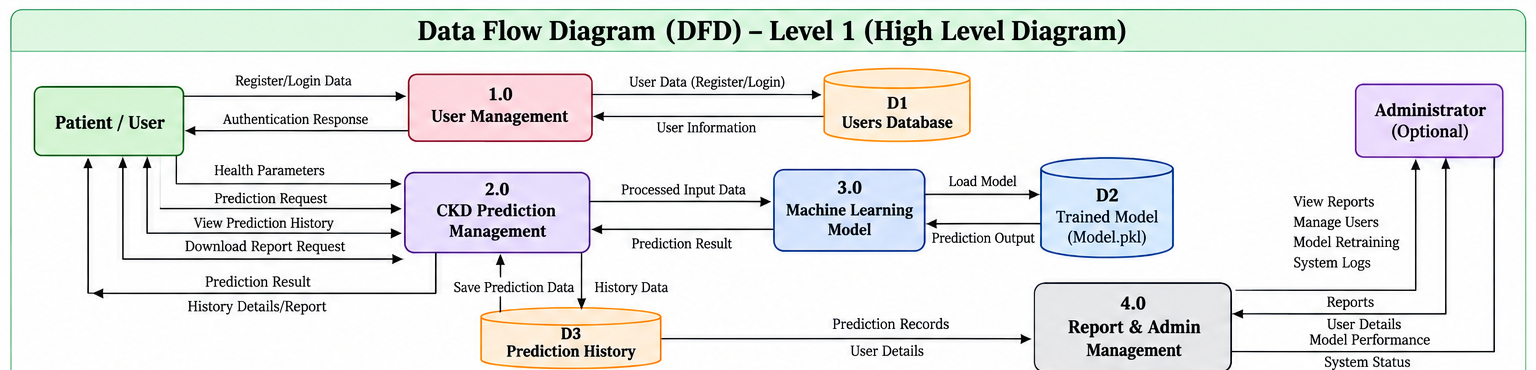 Data Flow Diagram (DFD) – Level 1 (High Level Diagram)
Patient / User
Register/Login Data
Authentication Response
1.0
User Management
User Data (Register/Login)
User Information
D1
Users Database
Administrator
(Optional)
Health Parameters
Prediction Request
View Prediction History
Download Report Request
Prediction Result
History Details/Report
2.0
CKD Prediction
Management
Processed Input Data
Prediction Result
3.0
Machine Learning
Model
Load Model
Prediction Output
D2
Trained Model
(Model.pkl)
View Reports
Manage Users
Model Retraining
System Logs
Save Prediction Data
History Data
D3
Prediction History
Prediction Records
User Details
4.0
Report & Admin
Management
Reports
User Details
Model Performance
System Status